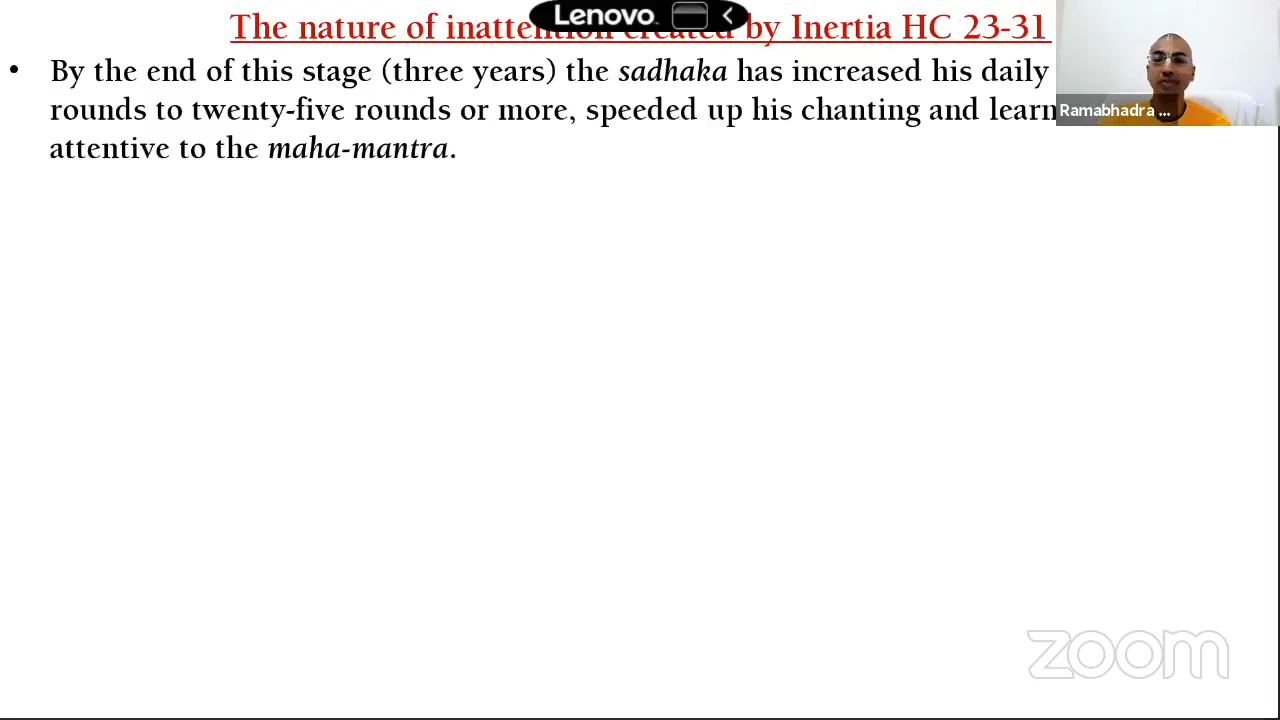 The nature of inattention created by Inertia HC 23-31
Lenovo
• By the end of this stage (three years) the sadhaka has increased his daily
rounds to twenty-five rounds or more, speeded up his chanting and learn
attentive to the maha-mantra.
Ramabhadra ...
zoom